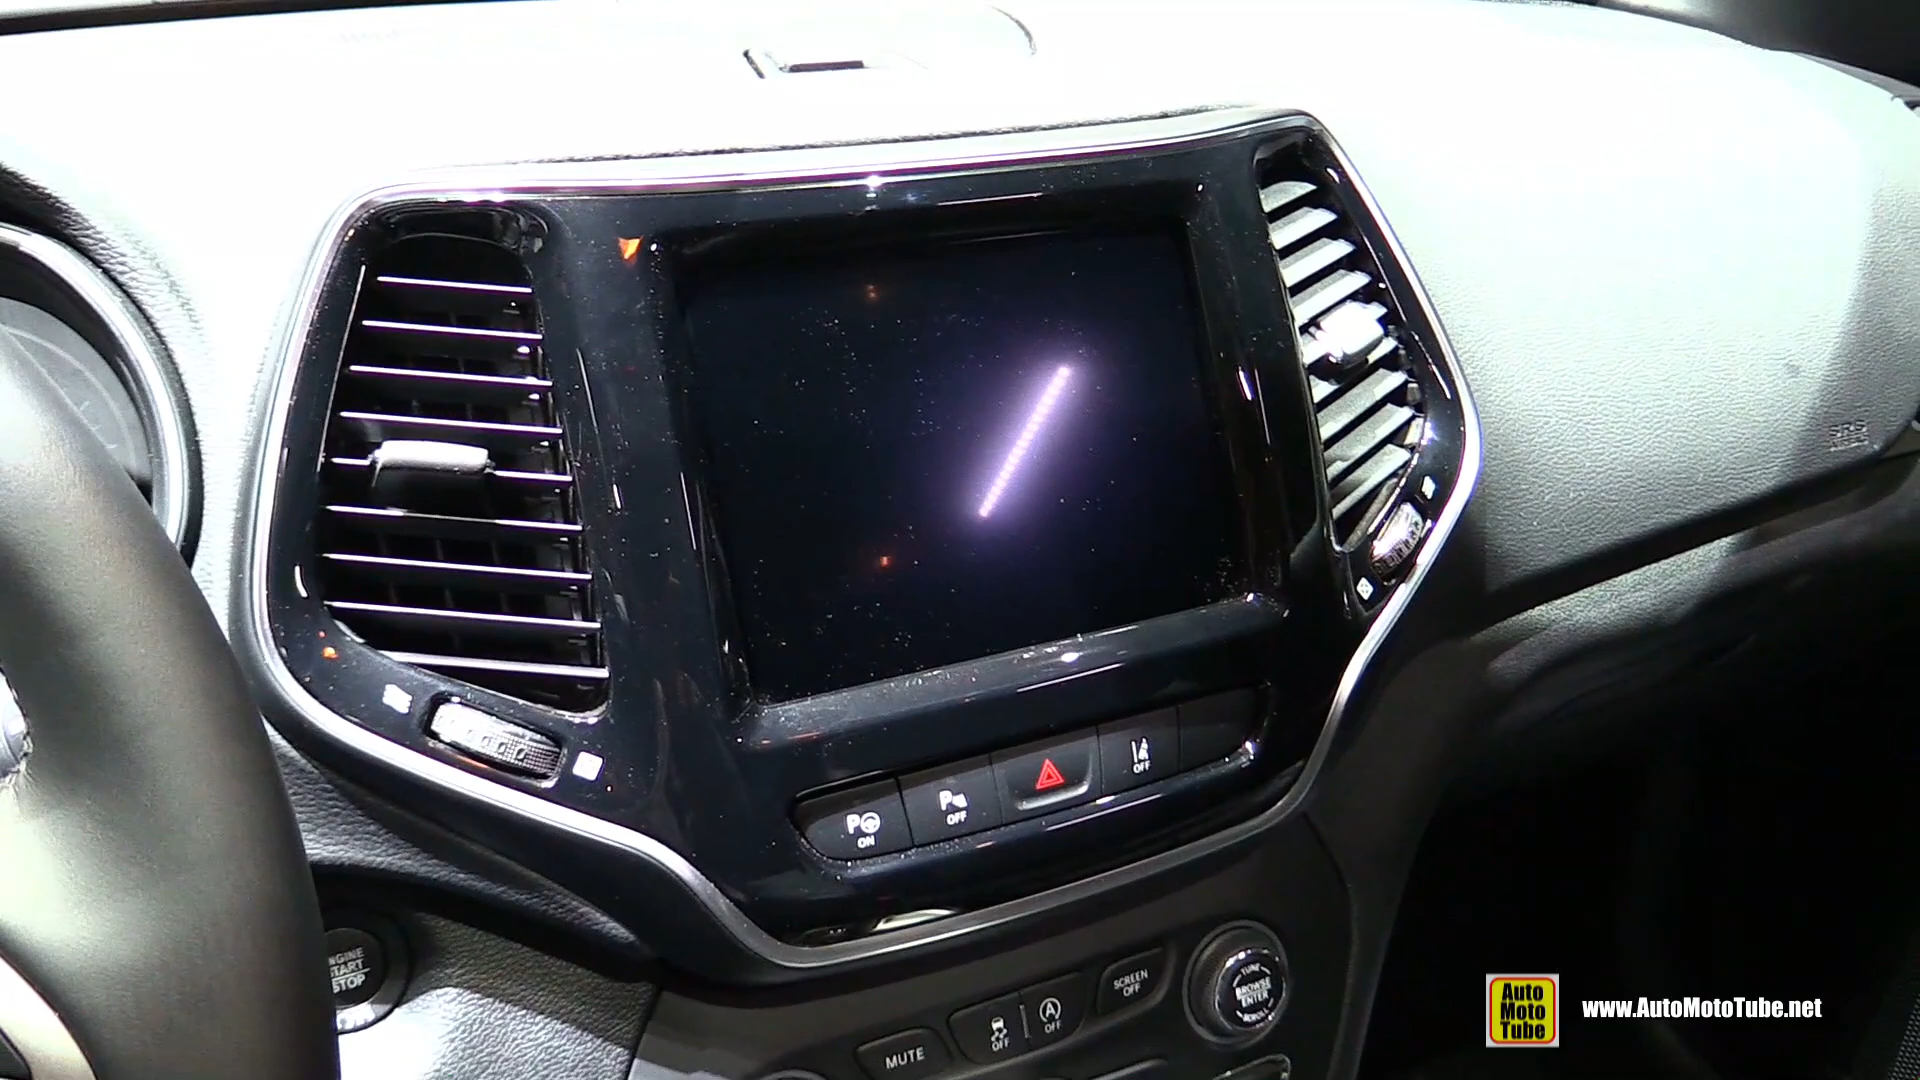 SRS
P
ON
P
OFF
OFF
ENGINE
START
STOP
MUTE
OFF
A
OFF
SCREEN
OFF
TUNE
BROWSE
ENTER
SCROLL
Auto
Moto
Tube
www.AutoMotoTube.net